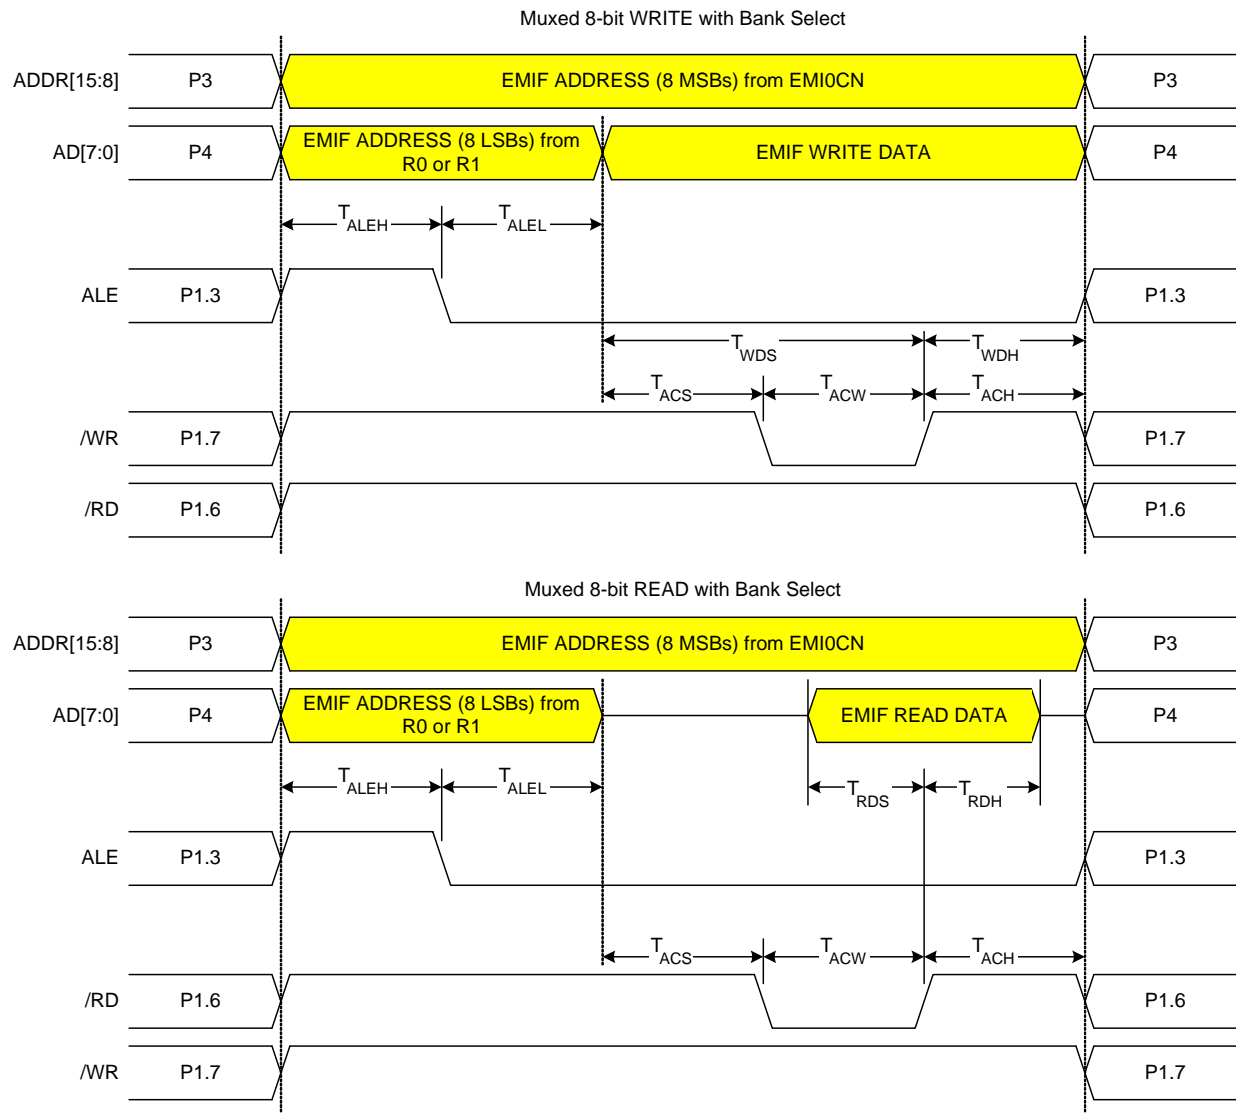 Muxed 8-bit WRITE with Bank Select
ADDR[15:8] P3 EMIF ADDRESS (8 MSBs) from EMI0CN P3
AD[7:0] P4 EMIF ADDRESS (8 LSBs) from R0 or R1 EMIF WRITE DATA P4
TALEH TALEL
ALE P1.3 P1.3
TWDS TWDH
TACS TACW TACH
/WR P1.7 P1.7
/RD P1.6 P1.6
Muxed 8-bit READ with Bank Select
ADDR[15:8] P3 EMIF ADDRESS (8 MSBs) from EMI0CN P3
AD[7:0] P4 EMIF ADDRESS (8 LSBs) from R0 or R1 EMIF READ DATA P4
TALEH TALEL TRDS TRDH
ALE P1.3 P1.3
TACS TACW TACH
/RD P1.6 P1.6
/WR P1.7 P1.7